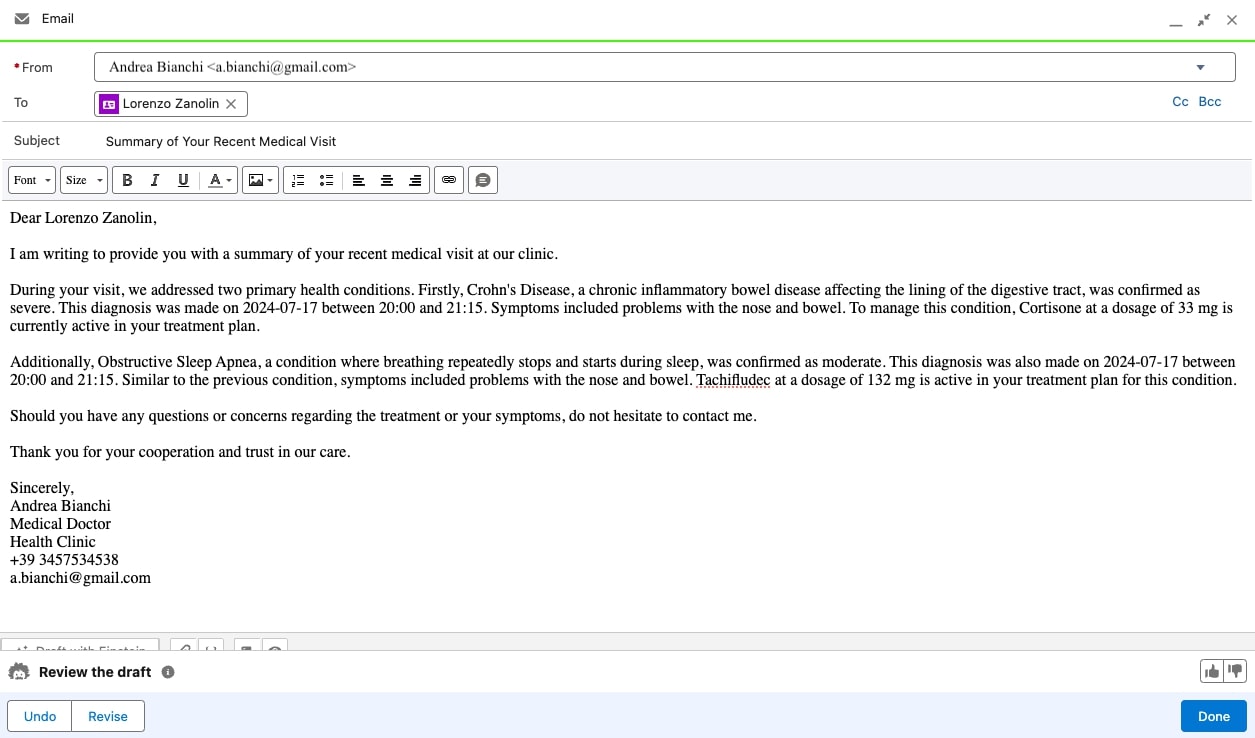 Email
*From
Andrea Bianchi <a.bianchi@gmail.com>
To
Lorenzo Zanolin
Cc Bcc
Subject
Summary of Your Recent Medical Visit
Font Size B I U A
Dear Lorenzo Zanolin,
I am writing to provide you with a summary of your recent medical visit at our clinic.
During your visit, we addressed two primary health conditions. Firstly, Crohn's Disease, a chronic inflammatory bowel disease affecting the lining of the digestive tract, was confirmed as
severe. This diagnosis was made on 2024-07-17 between 20:00 and 21:15. Symptoms included problems with the nose and bowel. To manage this condition, Cortisone at a dosage of 33 mg is
currently active in your treatment plan.
Additionally, Obstructive Sleep Apnea, a condition where breathing repeatedly stops and starts during sleep, was confirmed as moderate. This diagnosis was also made on 2024-07-17 between
20:00 and 21:15. Similar to the previous condition, symptoms included problems with the nose and bowel. Tachifludec at a dosage of 132 mg is active in your treatment plan for this condition.
Should you have any questions or concerns regarding the treatment or your symptoms, do not hesitate to contact me.
Thank you for your cooperation and trust in our care.
Sincerely,
Andrea Bianchi
Medical Doctor
Health Clinic
+39 3457534538
a.bianchi@gmail.com
Draft with Einstein
Review the draft
Undo Revise
Done